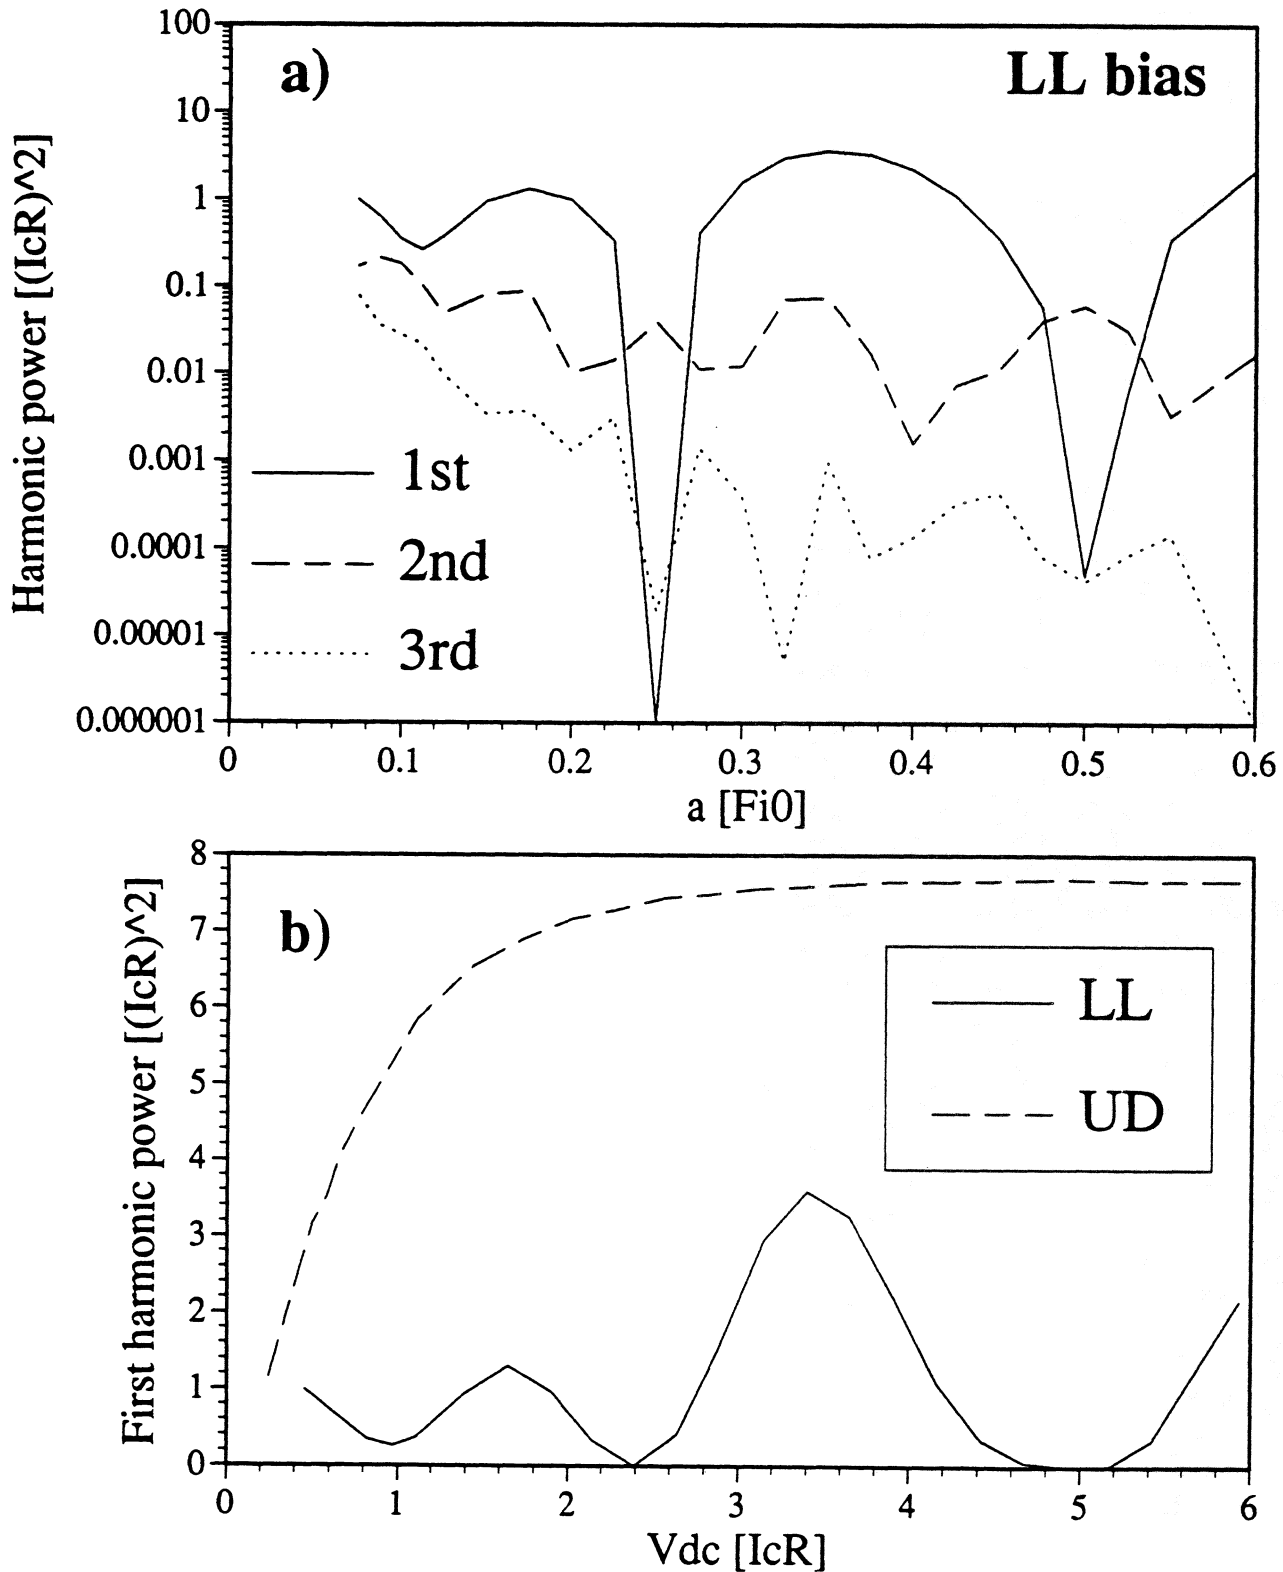 100
a)
LL bias
10
1
0.1
0.01
0.001
0.0001
0.00001
0.000001
Harmonic power [(IcR)^2]
1st
2nd
3rd
0 0.1 0.2 0.3 0.4 0.5 0.6
a [Fi0]
8
7
6
5
4
3
2
1
0
First harmonic power [(IcR)^2]
b)
LL
UD
0 1 2 3 4 5 6
Vdc [IcR]